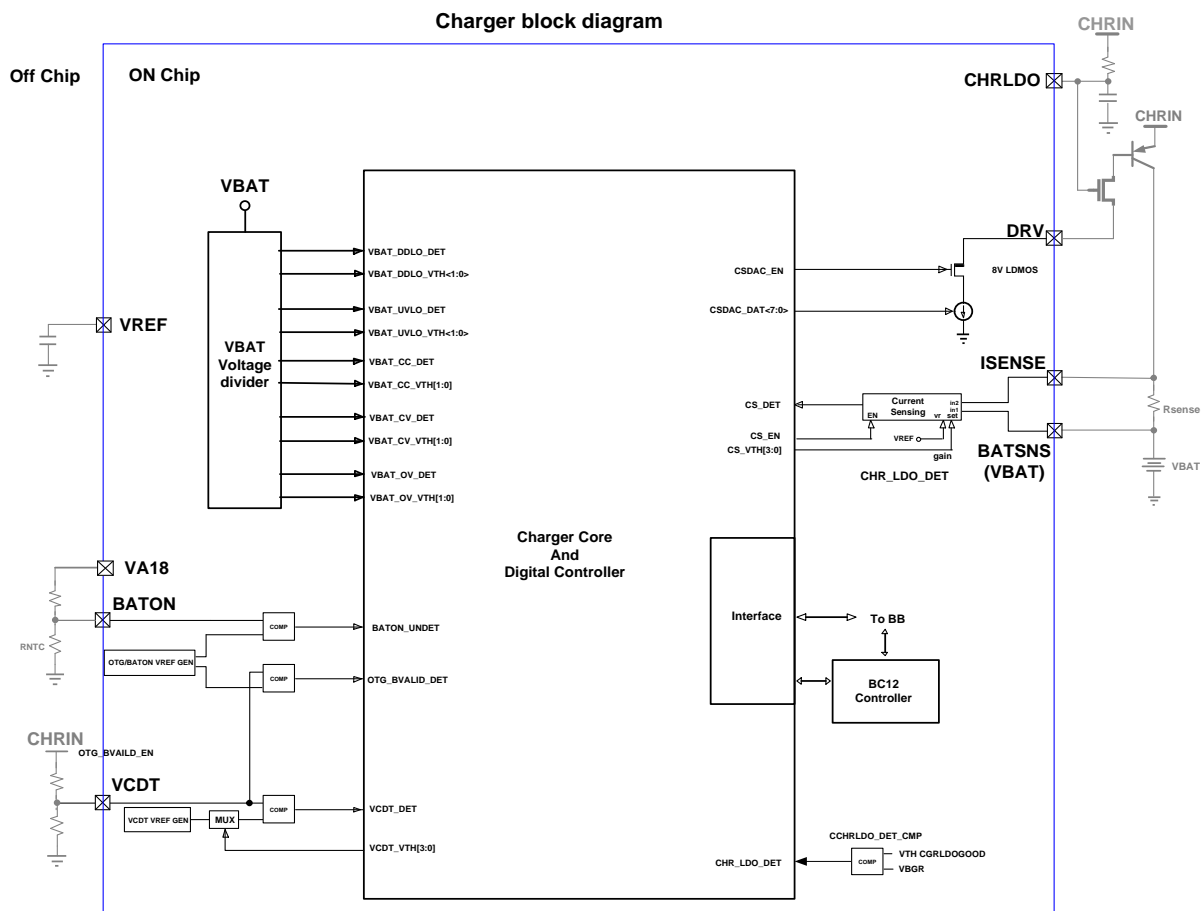 Charger block diagram
Off Chip
ON Chip
CHRIN
CHRLDO
CHRIN
VBAT
DRV
VBAT_DDLO_DET
VBAT_DDLO_VTH<1:0>
VBAT_UVLO_DET
VBAT_UVLO_VTH<1:0>
VBAT_CC_DET
VBAT_CC_VTH[1:0]
VBAT_CV_DET
VBAT_CV_VTH[1:0]
VBAT_OV_DET
VBAT_OV_VTH[1:0]
VBAT
Voltage
divider
VREF
CSDAC_EN
8V LDMOS
CSDAC_DAT<7:0>
ISENSE
Current
Sensing
in2
in1
EN
vr
set
CS_DET
CS_EN
VREF
CS_VTH[3:0]
gain
CHR_LDO_DET
Rsense
BATSNS
(VBAT)
VBAT
Charger Core
And
Digital Controller
VA18
BATON
RNTC
COMP
BATON_UNDET
OTG/BATON VREF GEN
COMP
OTG_BVALID_DET
Interface
To BB
BC12
Controller
CHRIN
OTG_BVAILD_EN
VCDT
COMP
VCDT_DET
VCDT VREF GEN
MUX
VCDT_VTH[3:0]
CCHRLDO_DET_CMP
CHR_LDO_DET
COMP
VTH CGRLDOGOOD
VBGR